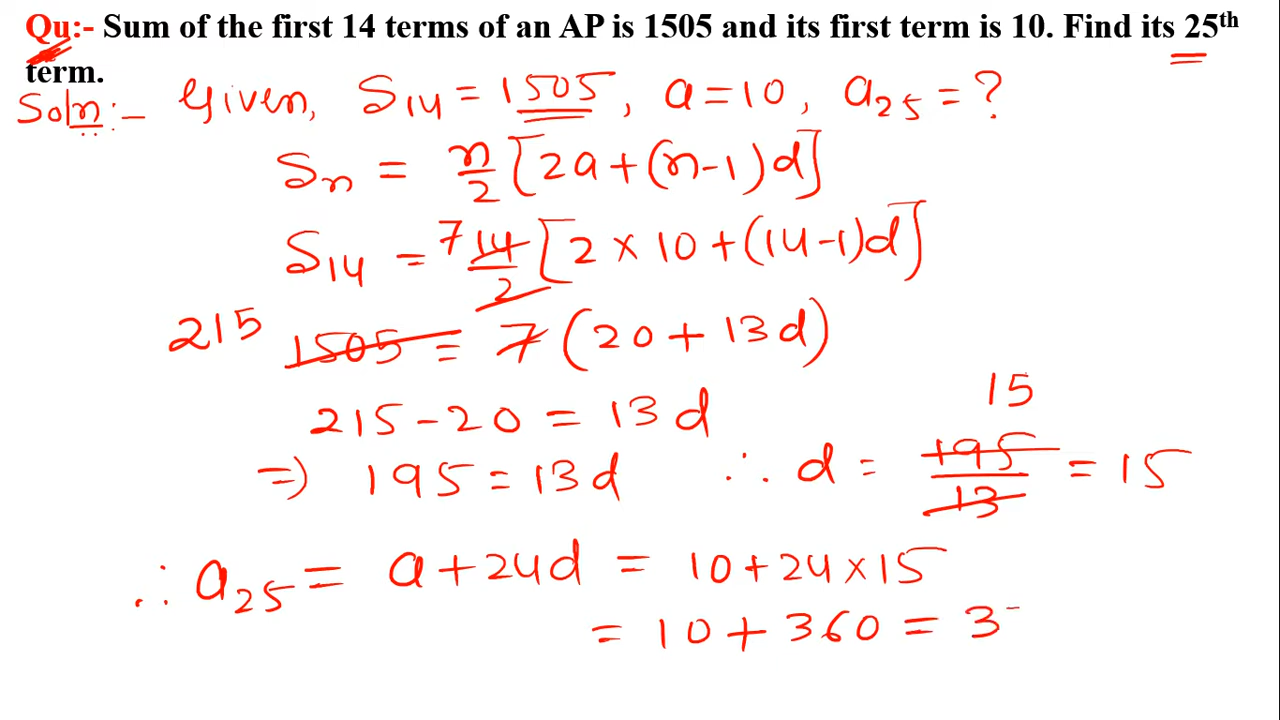 Qu:- Sum of the first 14 terms of an AP is 1505 and its first term is 10. Find its 25th
term.
Soln:- Given, S14 = 1505, a=10, a25 = ?
Sn = n/2 [2a+(n-1)d]
S14 = 7 14/2 [2 × 10 + (14-1)d]
215 1505 = 7 (20 + 13d)
215 - 20 = 13d
15
=> 195 = 13d ∴ d = 195/13 = 15
∴ a25 = a + 24d = 10 + 24 × 15
= 10 + 360 = 3